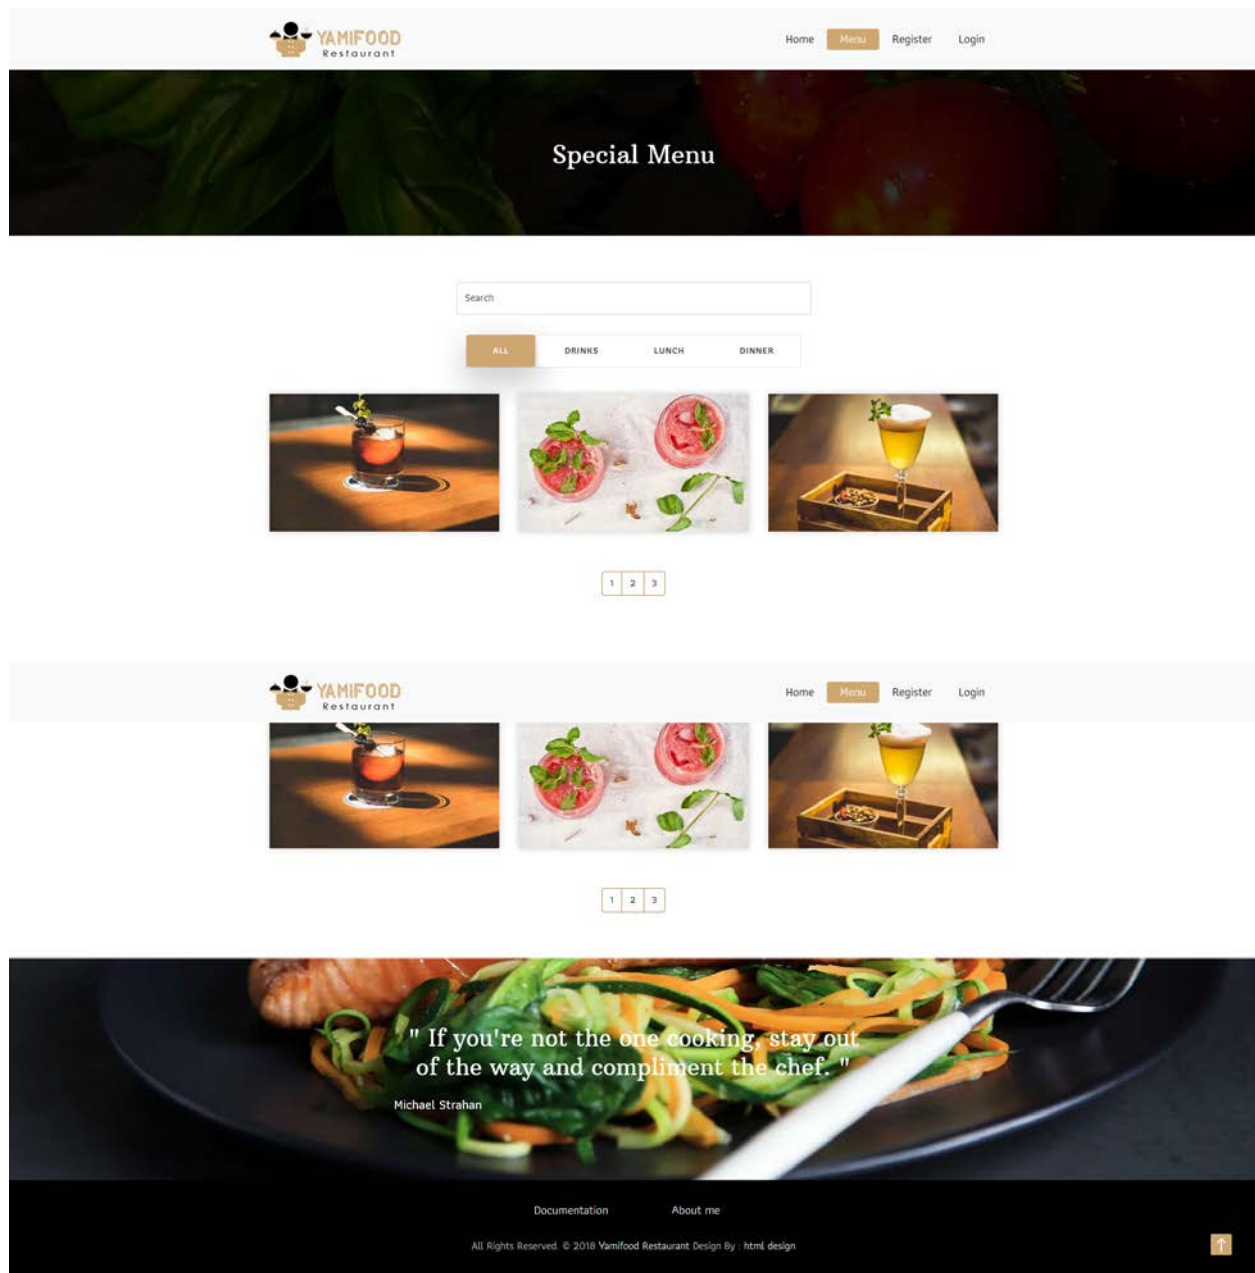 YAMIFOOD
Restaurant
Home Menu Register Login
Special Menu
Search
ALL DRINKS LUNCH DINNER
1 2 3
YAMIFOOD
Restaurant
Home Menu Register Login
1 2 3
" If you're not the one cooking, stay out
of the way and compliment the chef. "
Michael Strahan
Documentation About me
All Rights Reserved. © 2018 Yamifood Restaurant Design By : html design